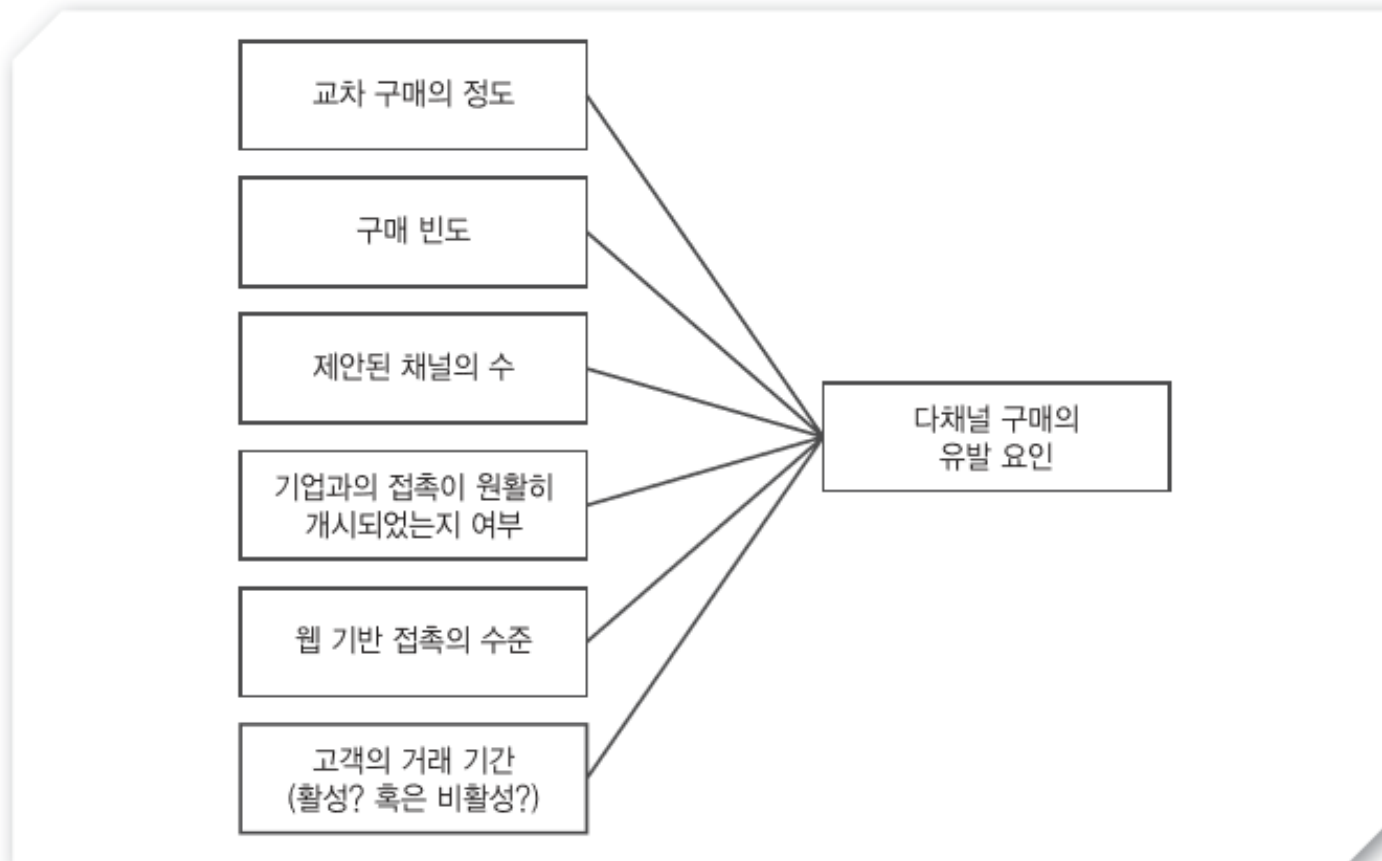 교차 구매의 정도
구매 빈도
제안된 채널의 수
기업과의 접촉이 원활히
개시되었는지 여부
웹 기반 접촉의 수준
고객의 거래 기간
(활성? 혹은 비활성?)
다채널 구매의
유발 요인